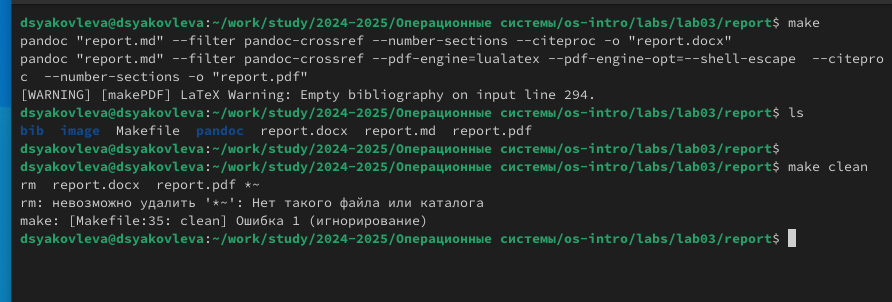 dsyakovleva@dsyakovleva:~/work/study/2024-2025/Операционные системы/os-intro/labs/lab03/report$ make
pandoc "report.md" --filter pandoc-crossref --number-sections --citeproc -o "report.docx"
pandoc "report.md" --filter pandoc-crossref --pdf-engine=lualatex --pdf-engine-opt=--shell-escape  --citepro
c  --number-sections -o "report.pdf"
[WARNING] [makePDF] LaTeX Warning: Empty bibliography on input line 294.
dsyakovleva@dsyakovleva:~/work/study/2024-2025/Операционные системы/os-intro/labs/lab03/report$ ls
bib  image  Makefile  pandoc  report.docx  report.md  report.pdf
dsyakovleva@dsyakovleva:~/work/study/2024-2025/Операционные системы/os-intro/labs/lab03/report$
dsyakovleva@dsyakovleva:~/work/study/2024-2025/Операционные системы/os-intro/labs/lab03/report$ make clean
rm  report.docx  report.pdf *~
rm: невозможно удалить '*~': Нет такого файла или каталога
make: [Makefile:35: clean] Ошибка 1 (игнорирование)
dsyakovleva@dsyakovleva:~/work/study/2024-2025/Операционные системы/os-intro/labs/lab03/report$